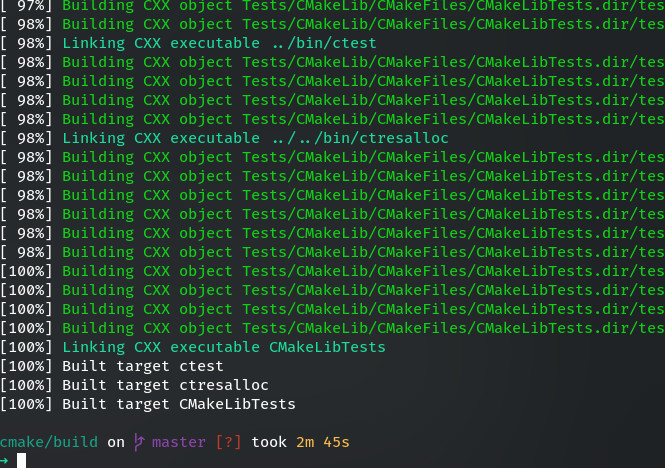 [ 97%] Building CXX object Tests/CMakeLib/CMakeFiles/CMakeLibTests.dir/tes
[ 98%] Building CXX object Tests/CMakeLib/CMakeFiles/CMakeLibTests.dir/tes
[ 98%] Linking CXX executable ../bin/ctest
[ 98%] Building CXX object Tests/CMakeLib/CMakeFiles/CMakeLibTests.dir/tes
[ 98%] Building CXX object Tests/CMakeLib/CMakeFiles/CMakeLibTests.dir/tes
[ 98%] Building CXX object Tests/CMakeLib/CMakeFiles/CMakeLibTests.dir/tes
[ 98%] Building CXX object Tests/CMakeLib/CMakeFiles/CMakeLibTests.dir/tes
[ 98%] Linking CXX executable ../../bin/ctresalloc
[ 98%] Building CXX object Tests/CMakeLib/CMakeFiles/CMakeLibTests.dir/tes
[ 98%] Building CXX object Tests/CMakeLib/CMakeFiles/CMakeLibTests.dir/tes
[ 98%] Building CXX object Tests/CMakeLib/CMakeFiles/CMakeLibTests.dir/tes
[ 98%] Building CXX object Tests/CMakeLib/CMakeFiles/CMakeLibTests.dir/tes
[ 98%] Building CXX object Tests/CMakeLib/CMakeFiles/CMakeLibTests.dir/tes
[ 98%] Building CXX object Tests/CMakeLib/CMakeFiles/CMakeLibTests.dir/tes
[100%] Building CXX object Tests/CMakeLib/CMakeFiles/CMakeLibTests.dir/tes
[100%] Building CXX object Tests/CMakeLib/CMakeFiles/CMakeLibTests.dir/tes
[100%] Building CXX object Tests/CMakeLib/CMakeFiles/CMakeLibTests.dir/tes
[100%] Building CXX object Tests/CMakeLib/CMakeFiles/CMakeLibTests.dir/tes
[100%] Linking CXX executable CMakeLibTests
[100%] Built target ctest
[100%] Built target ctresalloc
[100%] Built target CMakeLibTests
cmake/build on master [?] took 2m 45s
→